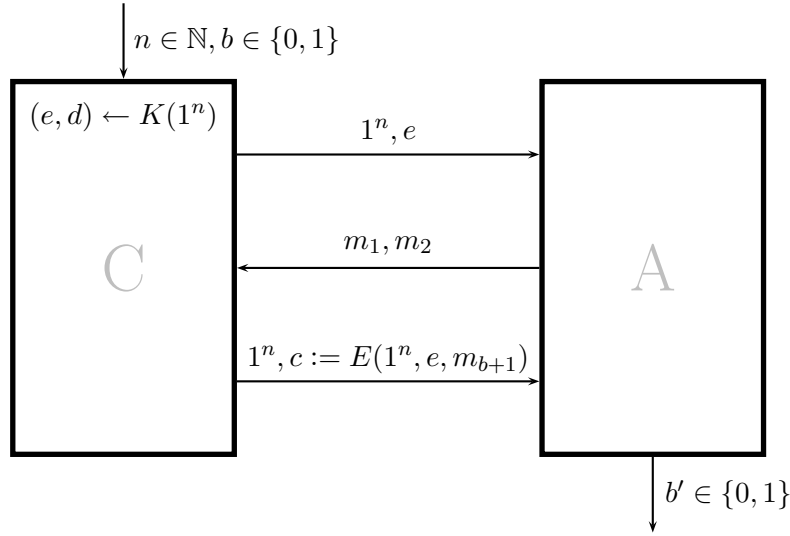 n ∈ ℕ, b ∈ {0, 1}
(e, d) ← K(1ⁿ)
1ⁿ, e
m₁, m₂
C
A
1ⁿ, c := E(1ⁿ, e, m_{b+1})
b′ ∈ {0, 1}